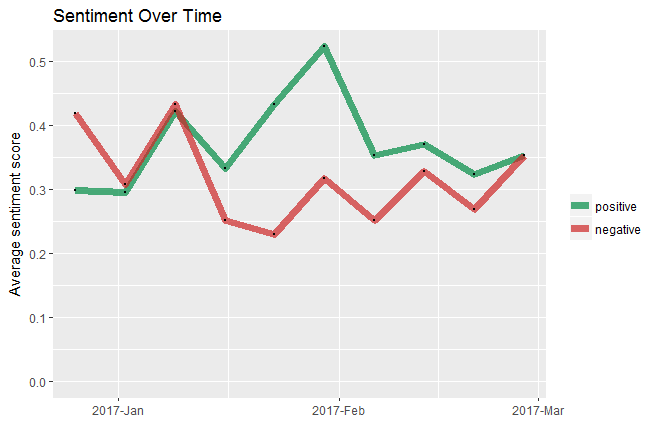 Sentiment Over Time
Average sentiment score
0.5
0.4
0.3
0.2
0.1
0.0
2017-Jan
2017-Feb
2017-Mar
positive
negative